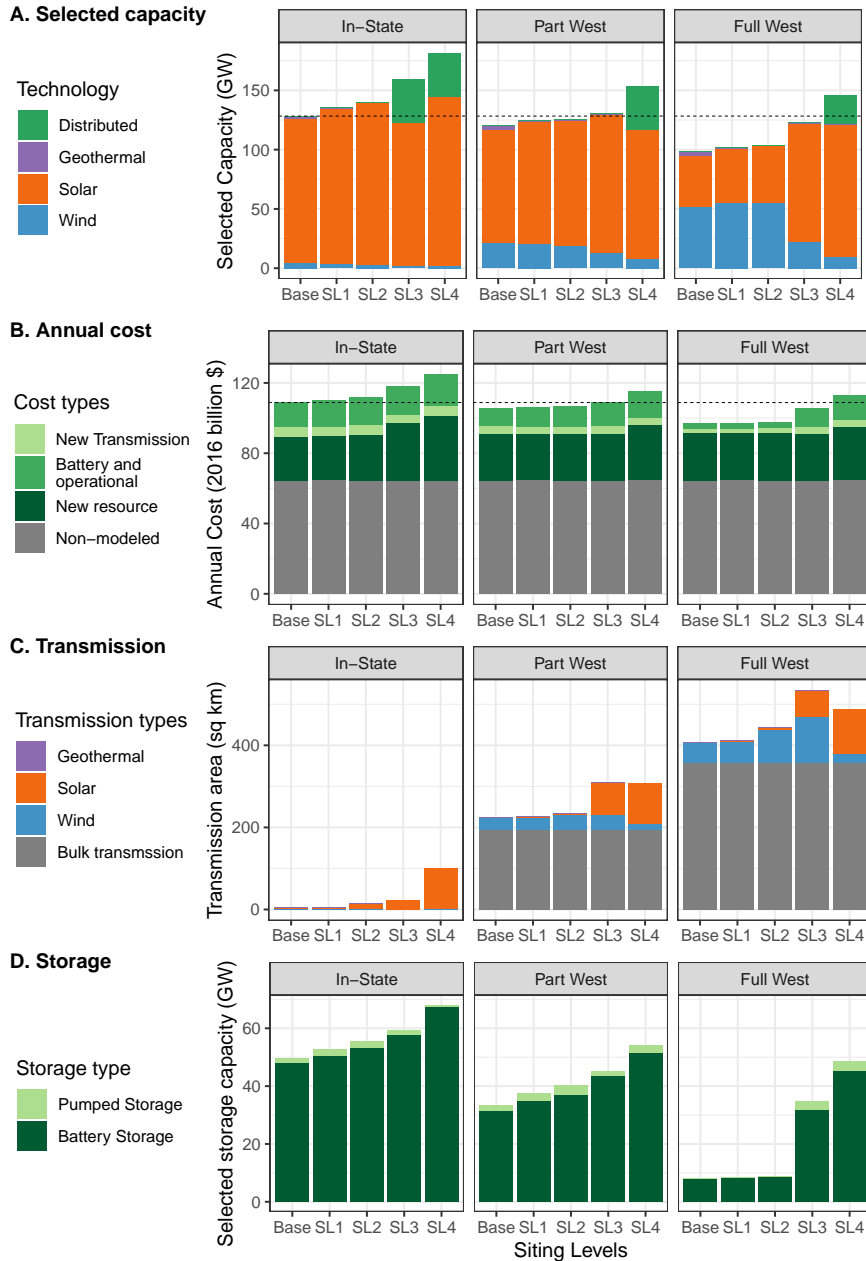 A. Selected capacity
In−State
Part West
Full West
Technology
Distributed
Geothermal
Solar
Wind
Selected Capacity (GW)
150
100
50
0
Base SL1 SL2 SL3 SL4
Base SL1 SL2 SL3 SL4
Base SL1 SL2 SL3 SL4
B. Annual cost
In−State
Part West
Full West
Cost types
New Transmission
Battery and
operational
New resource
Non−modeled
Annual Cost (2016 billion $)
120
80
40
0
Base SL1 SL2 SL3 SL4
Base SL1 SL2 SL3 SL4
Base SL1 SL2 SL3 SL4
C. Transmission
In−State
Part West
Full West
Transmission types
Geothermal
Solar
Wind
Bulk transmssion
Transmission area (sq km)
400
200
0
Base SL1 SL2 SL3 SL4
Base SL1 SL2 SL3 SL4
Base SL1 SL2 SL3 SL4
D. Storage
In−State
Part West
Full West
Storage type
Pumped Storage
Battery Storage
Selected storage capacity (GW)
60
40
20
0
Base SL1 SL2 SL3 SL4
Base SL1 SL2 SL3 SL4
Base SL1 SL2 SL3 SL4
Siting Levels